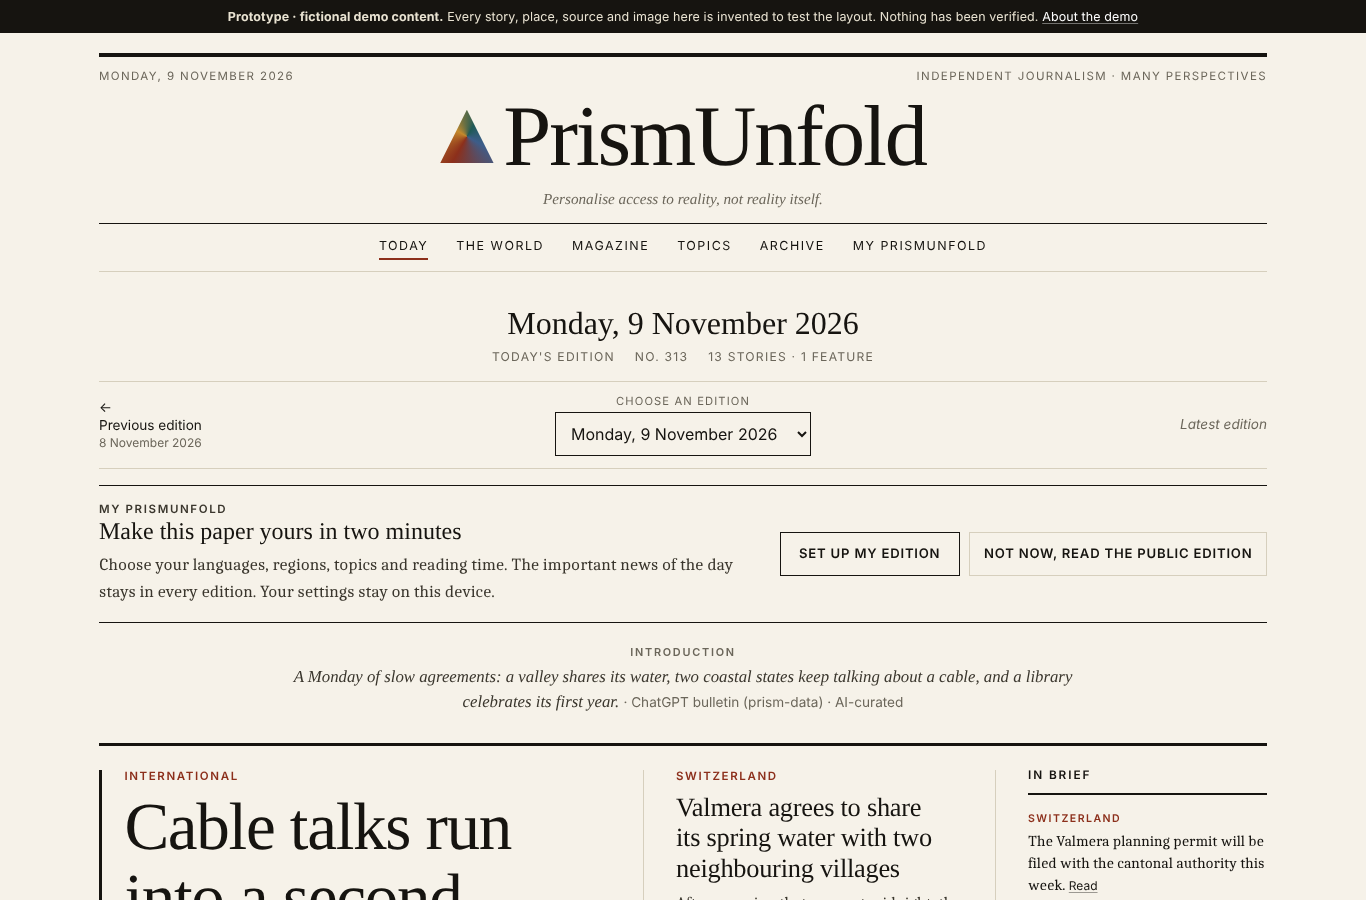 Prototype · fictional demo content. Every story, place, source and image here is invented to test the layout. Nothing has been verified. About the demo
MONDAY, 9 NOVEMBER 2026
INDEPENDENT JOURNALISM · MANY PERSPECTIVES
PrismUnfold
Personalise access to reality, not reality itself.
TODAY THE WORLD MAGAZINE TOPICS ARCHIVE MY PRISMUNFOLD
Monday, 9 November 2026
TODAY'S EDITION NO. 313 13 STORIES · 1 FEATURE
←
Previous edition
8 November 2026
CHOOSE AN EDITION
Monday, 9 November 2026
Latest edition
MY PRISMUNFOLD
Make this paper yours in two minutes
Choose your languages, regions, topics and reading time. The important news of the day
stays in every edition. Your settings stay on this device.
SET UP MY EDITION
NOT NOW, READ THE PUBLIC EDITION
INTRODUCTION
A Monday of slow agreements: a valley shares its water, two coastal states keep talking about a cable, and a library
celebrates its first year. · ChatGPT bulletin (prism-data) · AI-curated
INTERNATIONAL
Cable talks run
into a second
SWITZERLAND
Valmera agrees to share
its spring water with two
neighbouring villages
IN BRIEF
SWITZERLAND
The Valmera planning permit will be
filed with the cantonal authority this
week. Read